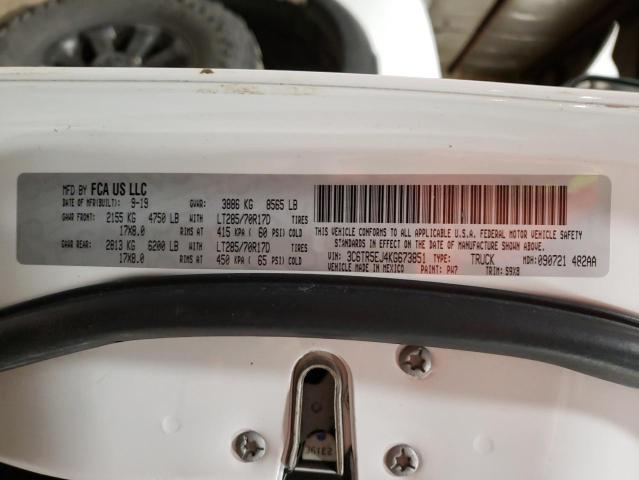 MFD BY FCA US LLC
DATE OF MFR(BUILT): 9-19 GVWR: 3886 KG 8565 LB
GAWR FRONT: 2155 KG 4750 LB WITH LT285/70R17D TIRES
17X8.0 RIMS AT 415 KPA ( 60 PSI) COLD
GAWR REAR: 2813 KG 6200 LB WITH LT285/70R17D TIRES
17X8.0 RIMS AT 450 KPA ( 65 PSI) COLD
THIS VEHICLE CONFORMS TO ALL APPLICABLE U.S.A. FEDERAL MOTOR VEHICLE SAFETY
STANDARDS IN EFFECT ON THE DATE OF MANUFACTURE SHOWN ABOVE.
VIN: 3C6TR5EJ4KG673851 TYPE: TRUCK MDH: 090721 482AA
VEHICLE MADE IN MEXICO PAINT: PW7 TRIM: S9X8